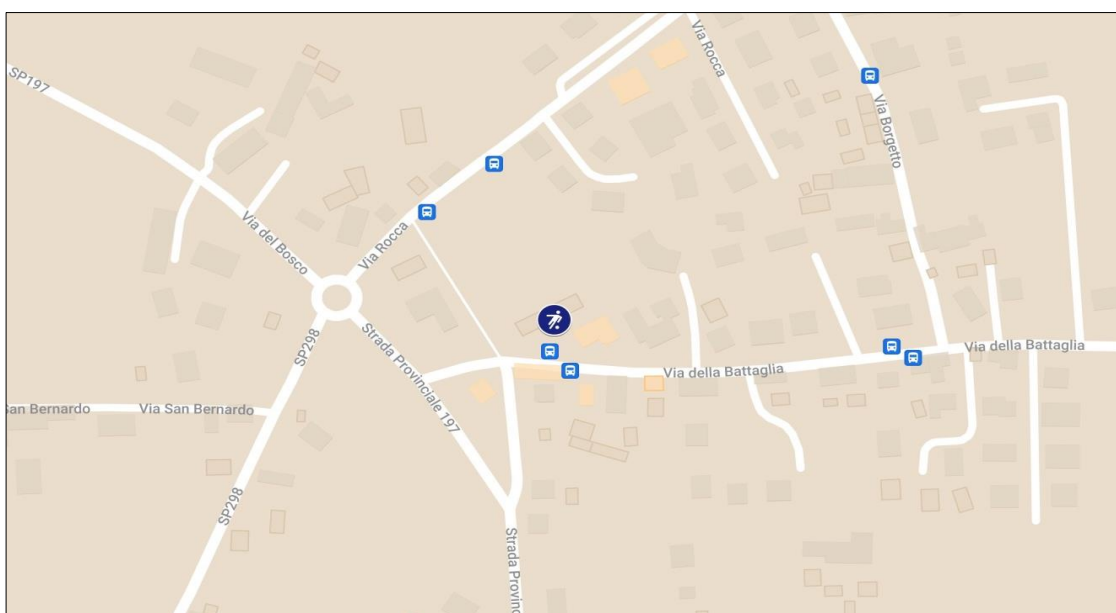 SP197
Via Rocca
Via Borgetto
Via del Bosco
Via Rocca
SP298
Strada Provinciale 197
Via della Battaglia
Via della Battaglia
San Bernardo
Via San Bernardo
SP298
Strada Provinc